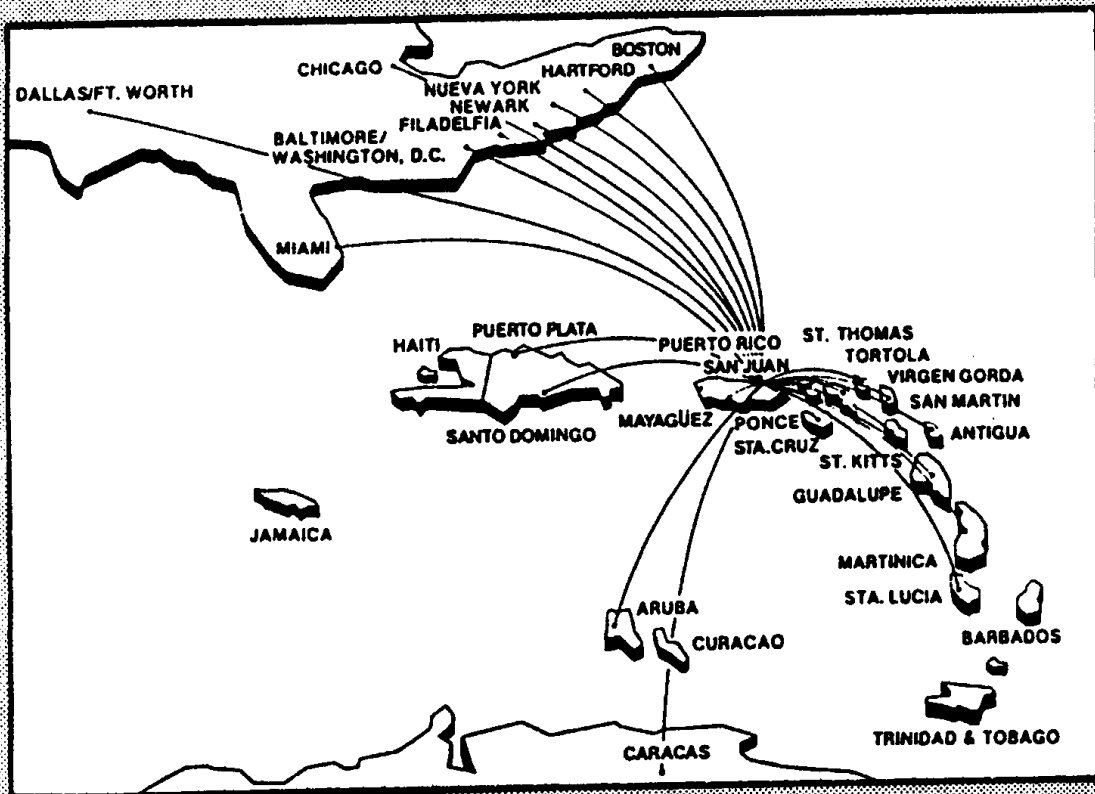 BOSTON
CHICAGO
HARTFORD
DALLAS/FT. WORTH
NUEVA YORK
NEWARK
FILADELFIA
BALTIMORE/
WASHINGTON, D.C.
MIAMI
PUERTO PLATA
HAITI
SANTO DOMINGO
PUERTO RICO
SAN JUAN
MAYAGÜEZ
PONCE
STA. CRUZ
ST. THOMAS
TORTOLA
VIRGEN GORDA
SAN MARTIN
ANTIGUA
ST. KITTS
GUADALUPE
JAMAICA
MARTINICA
STA. LUCIA
ARUBA
CURACAO
BARBADOS
TRINIDAD & TOBAGO
CARACAS